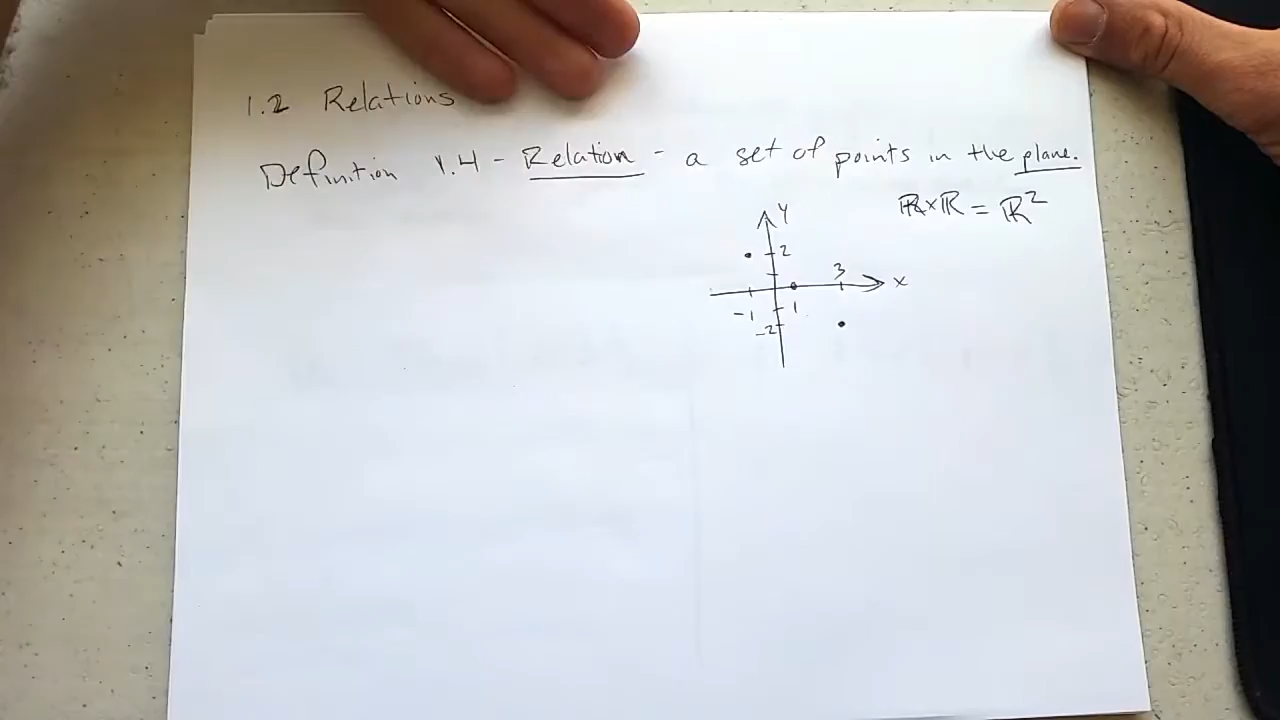 1.2 Relations
Definition 1.4 - Relation - a set of points in the plane.
ℝ×ℝ = ℝ²
y
2
3
x
-1 1
-2